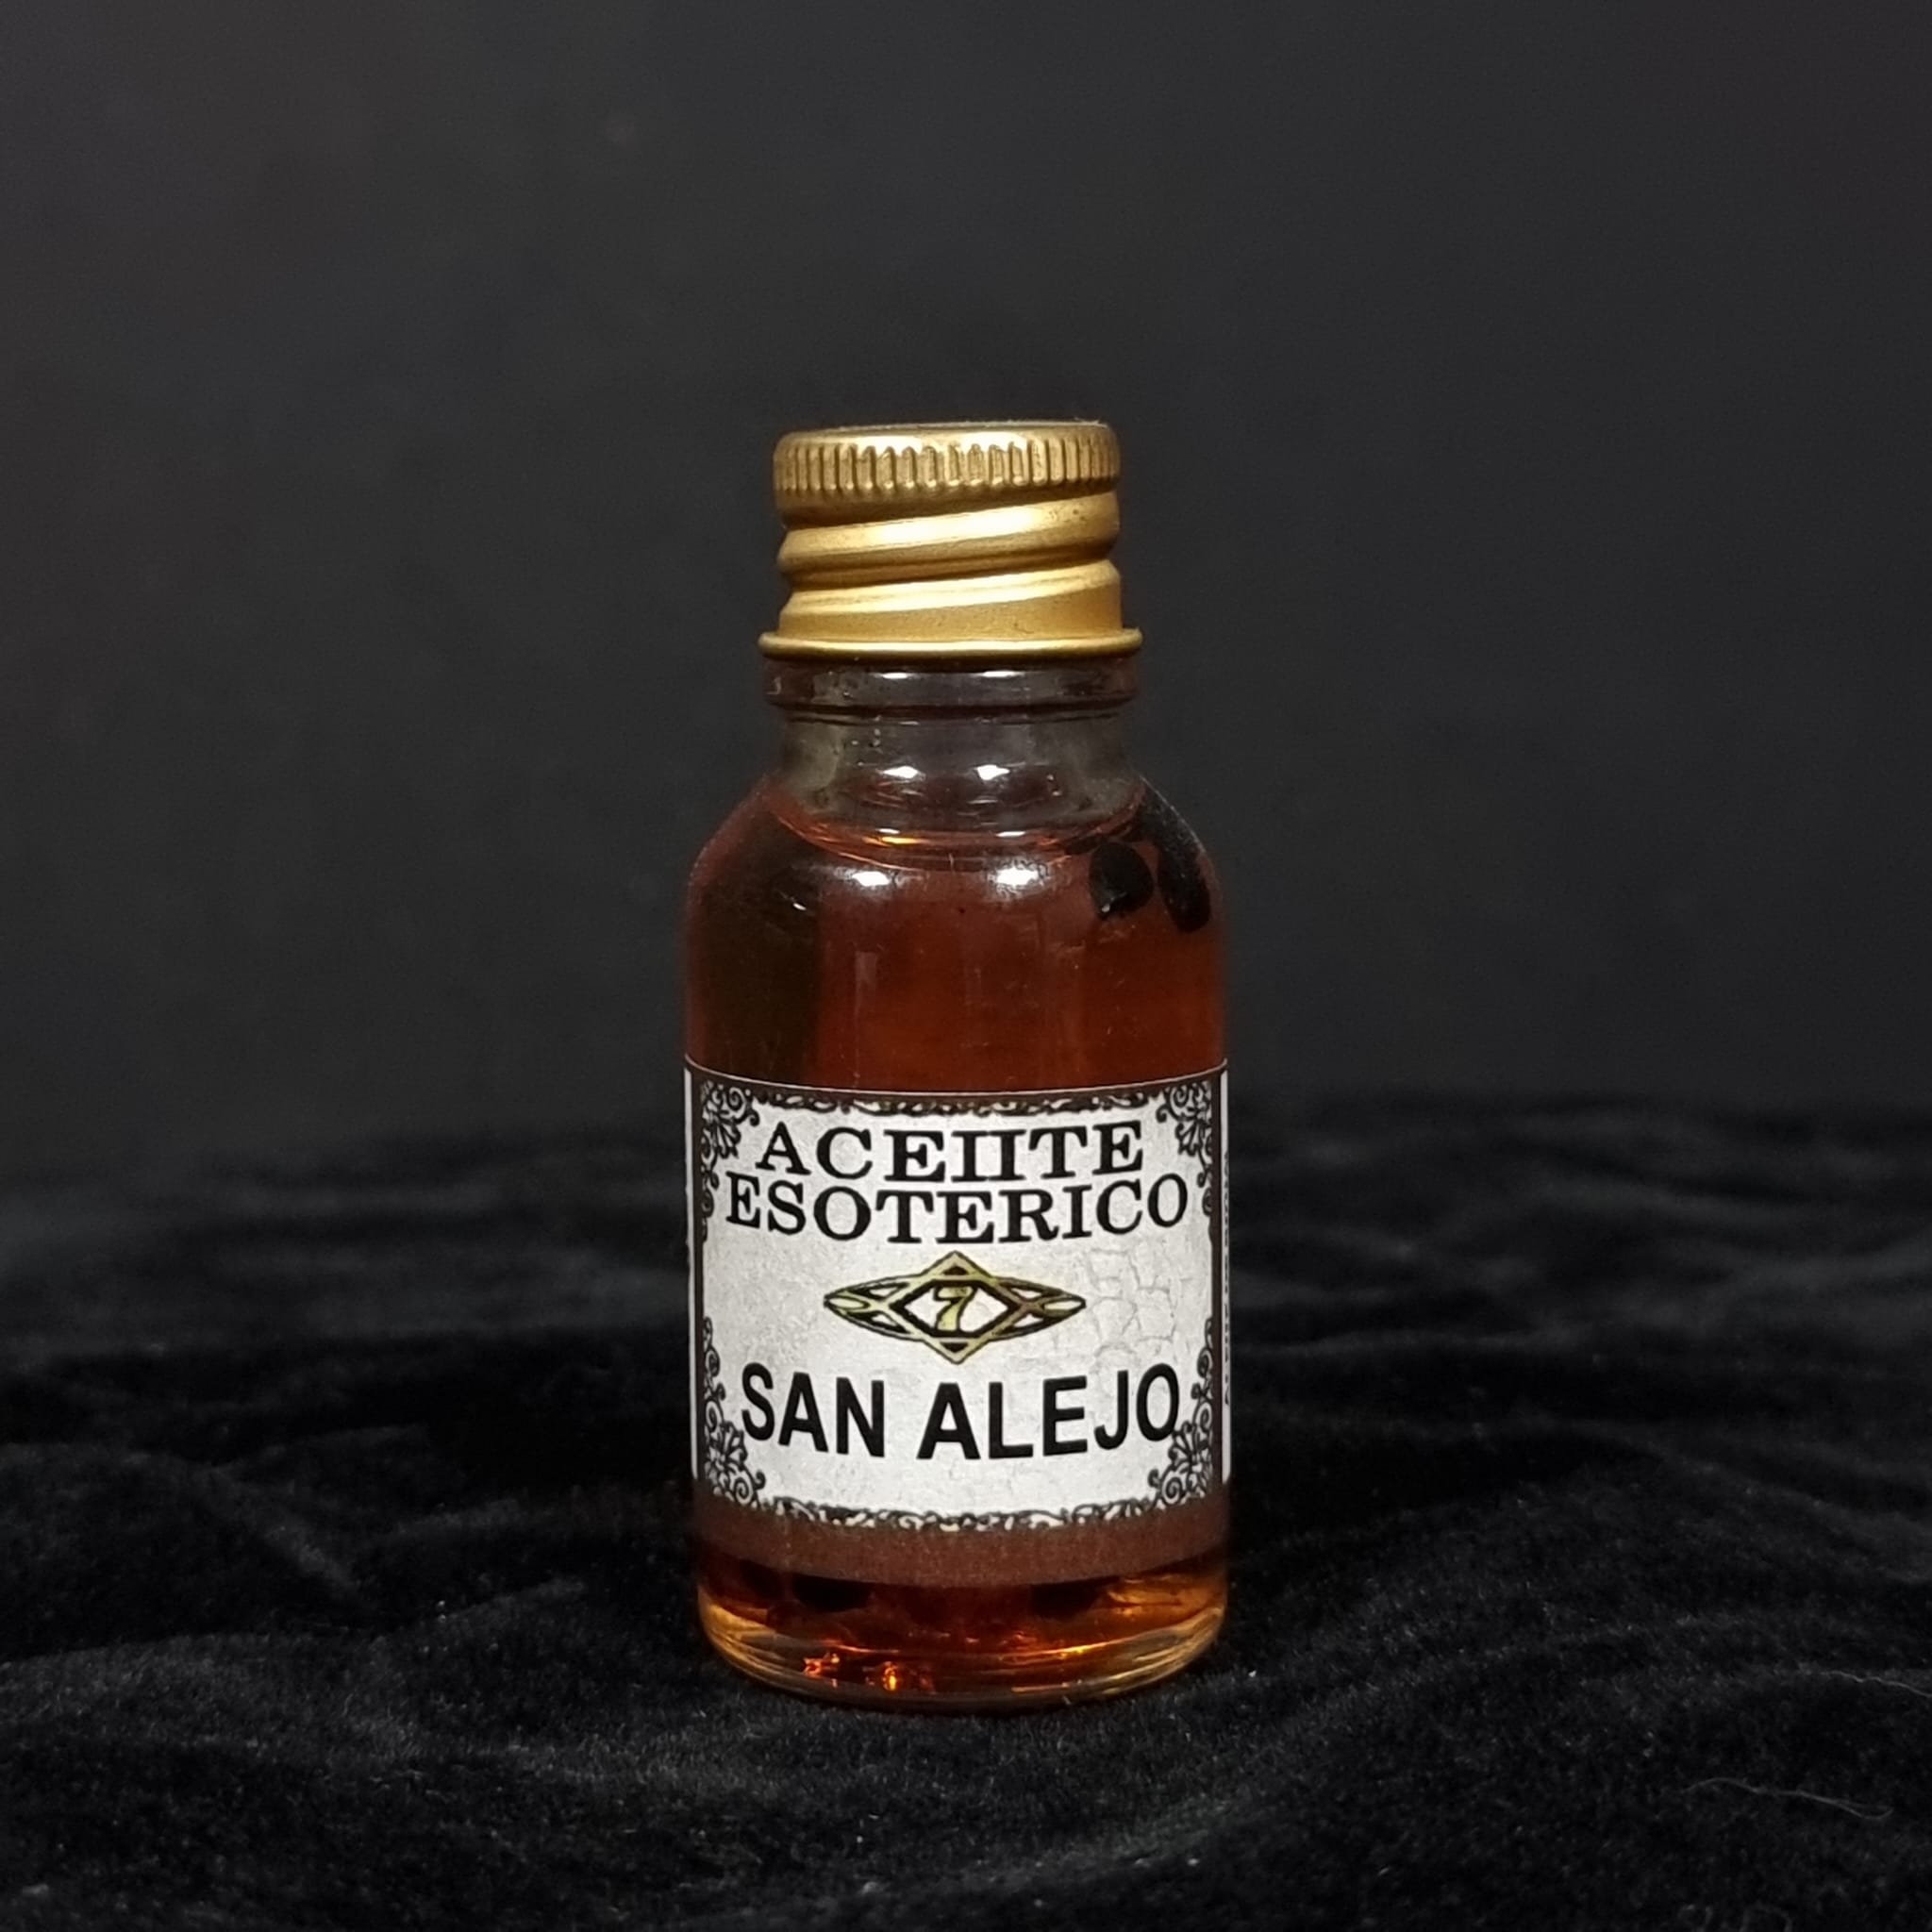 ACEIITE
ESOTERICO
7
SAN ALEJO